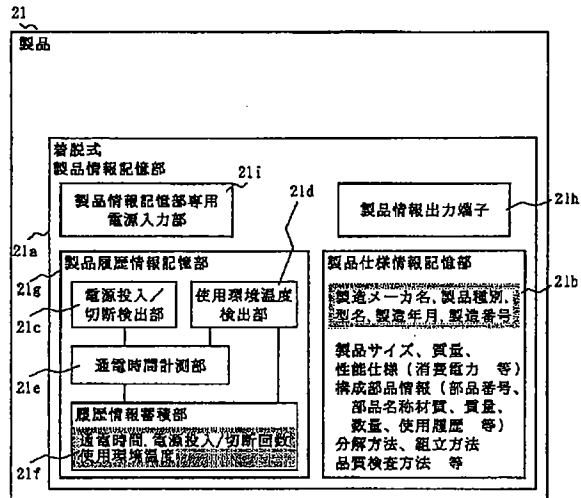 21
製品
着脱式
製品情報記憶部
21i
製品情報記憶部専用
電源入力部
21d
製品情報出力端子
21h
21a
21g
製品履歴情報記憶部
電源投入/
切断検出部
21c
使用環境温度
検出部
通電時間計測部
21e
履歴情報蓄積部
通電時間、電源投入/切断回数
使用環境温度
21f
製品仕様情報記憶部
21b
製造メーカ名、製品種別、
型名、製造年月、製造番号
製品サイズ、質量、
性能仕様(消費電力 等)
構成部品情報(部品番号、
部品名称材質、質量、
数量、使用履歴 等)
分解方法、組立方法
品質検査方法 等